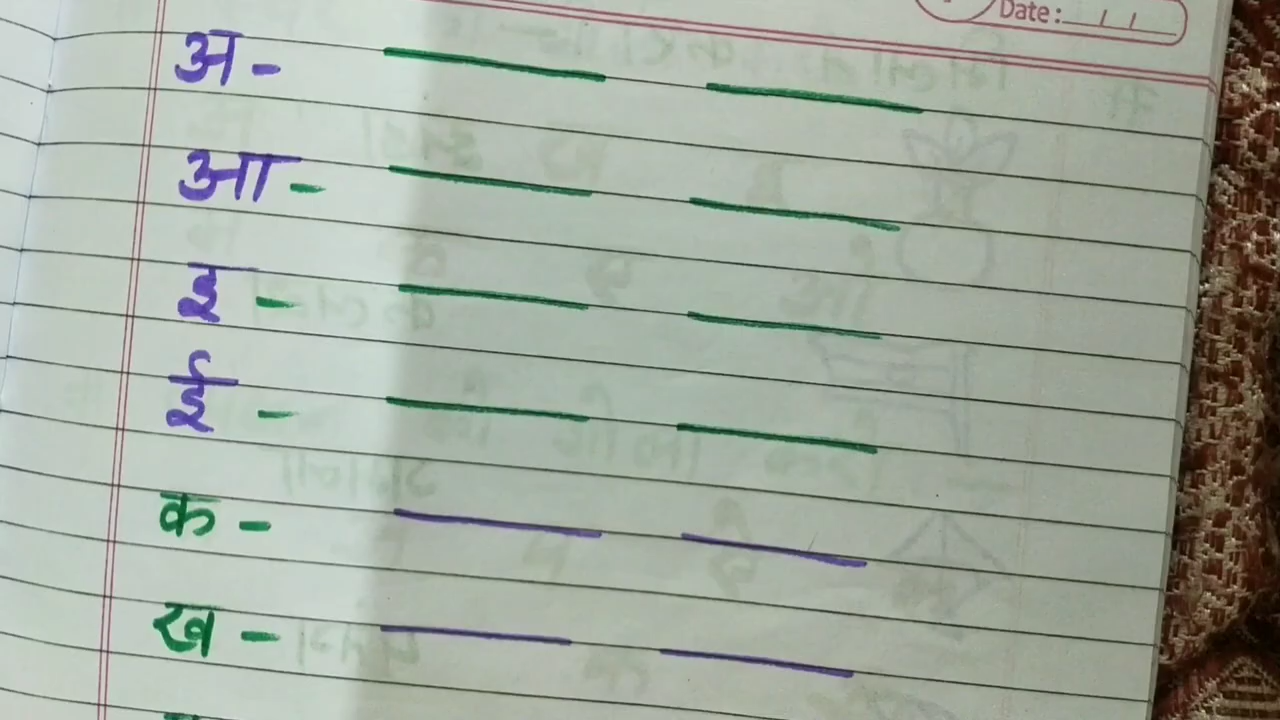 Date: / /
अ -
आ -
इ -
ई -
क -
ख -